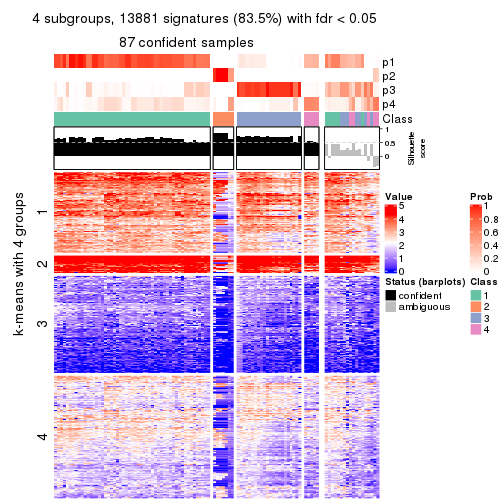 4 subgroups, 13881 signatures (83.5%) with fdr < 0.05
87 confident samples
p1
p2
p3
p4
Class
1
0.5
0
Silhouette
score
k-means with 4 groups
1
2
3
4
Value
5
4
3
2
1
0
Prob
1
0.8
0.6
0.4
0.2
0
Status (barplots)
confident
ambiguous
Class
1
2
3
4